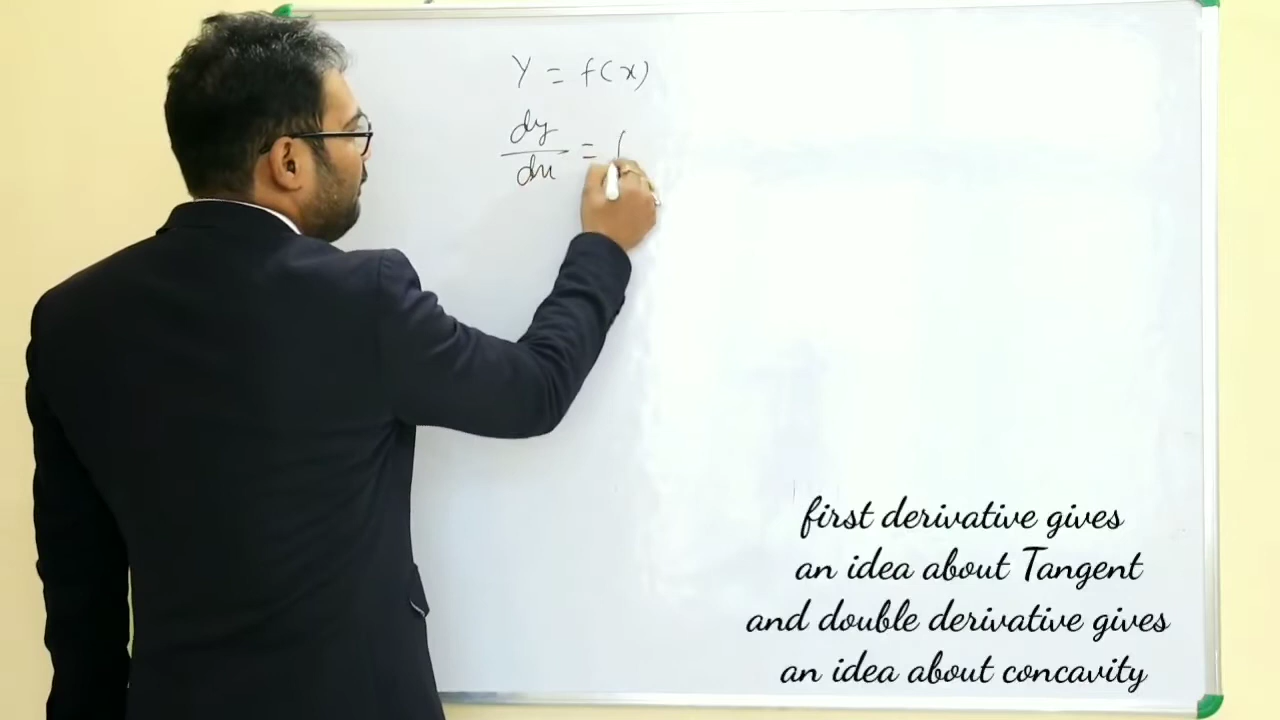 Y = f(x)
dy
dx =
first derivative gives
an idea about Tangent
and double derivative gives
an idea about concavity